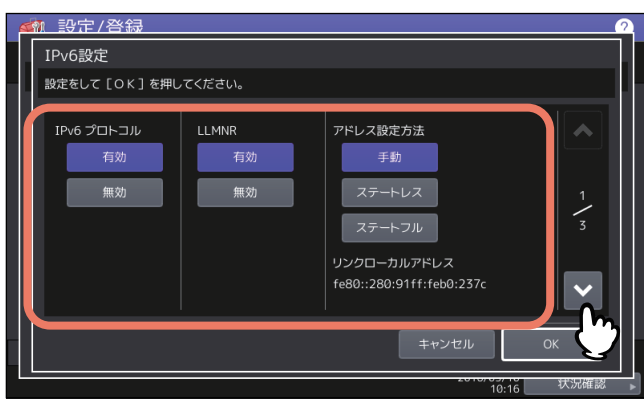 設定/登録
?
IPv6設定
設定をして［OK］を押してください。
IPv6 プロトコル
有効
無効
LLMNR
有効
無効
アドレス設定方法
手動
ステートレス
ステートフル
リンクローカルアドレス
fe80::280:91ff:feb0:237c
1
3
キャンセル
OK
10:16
状況確認